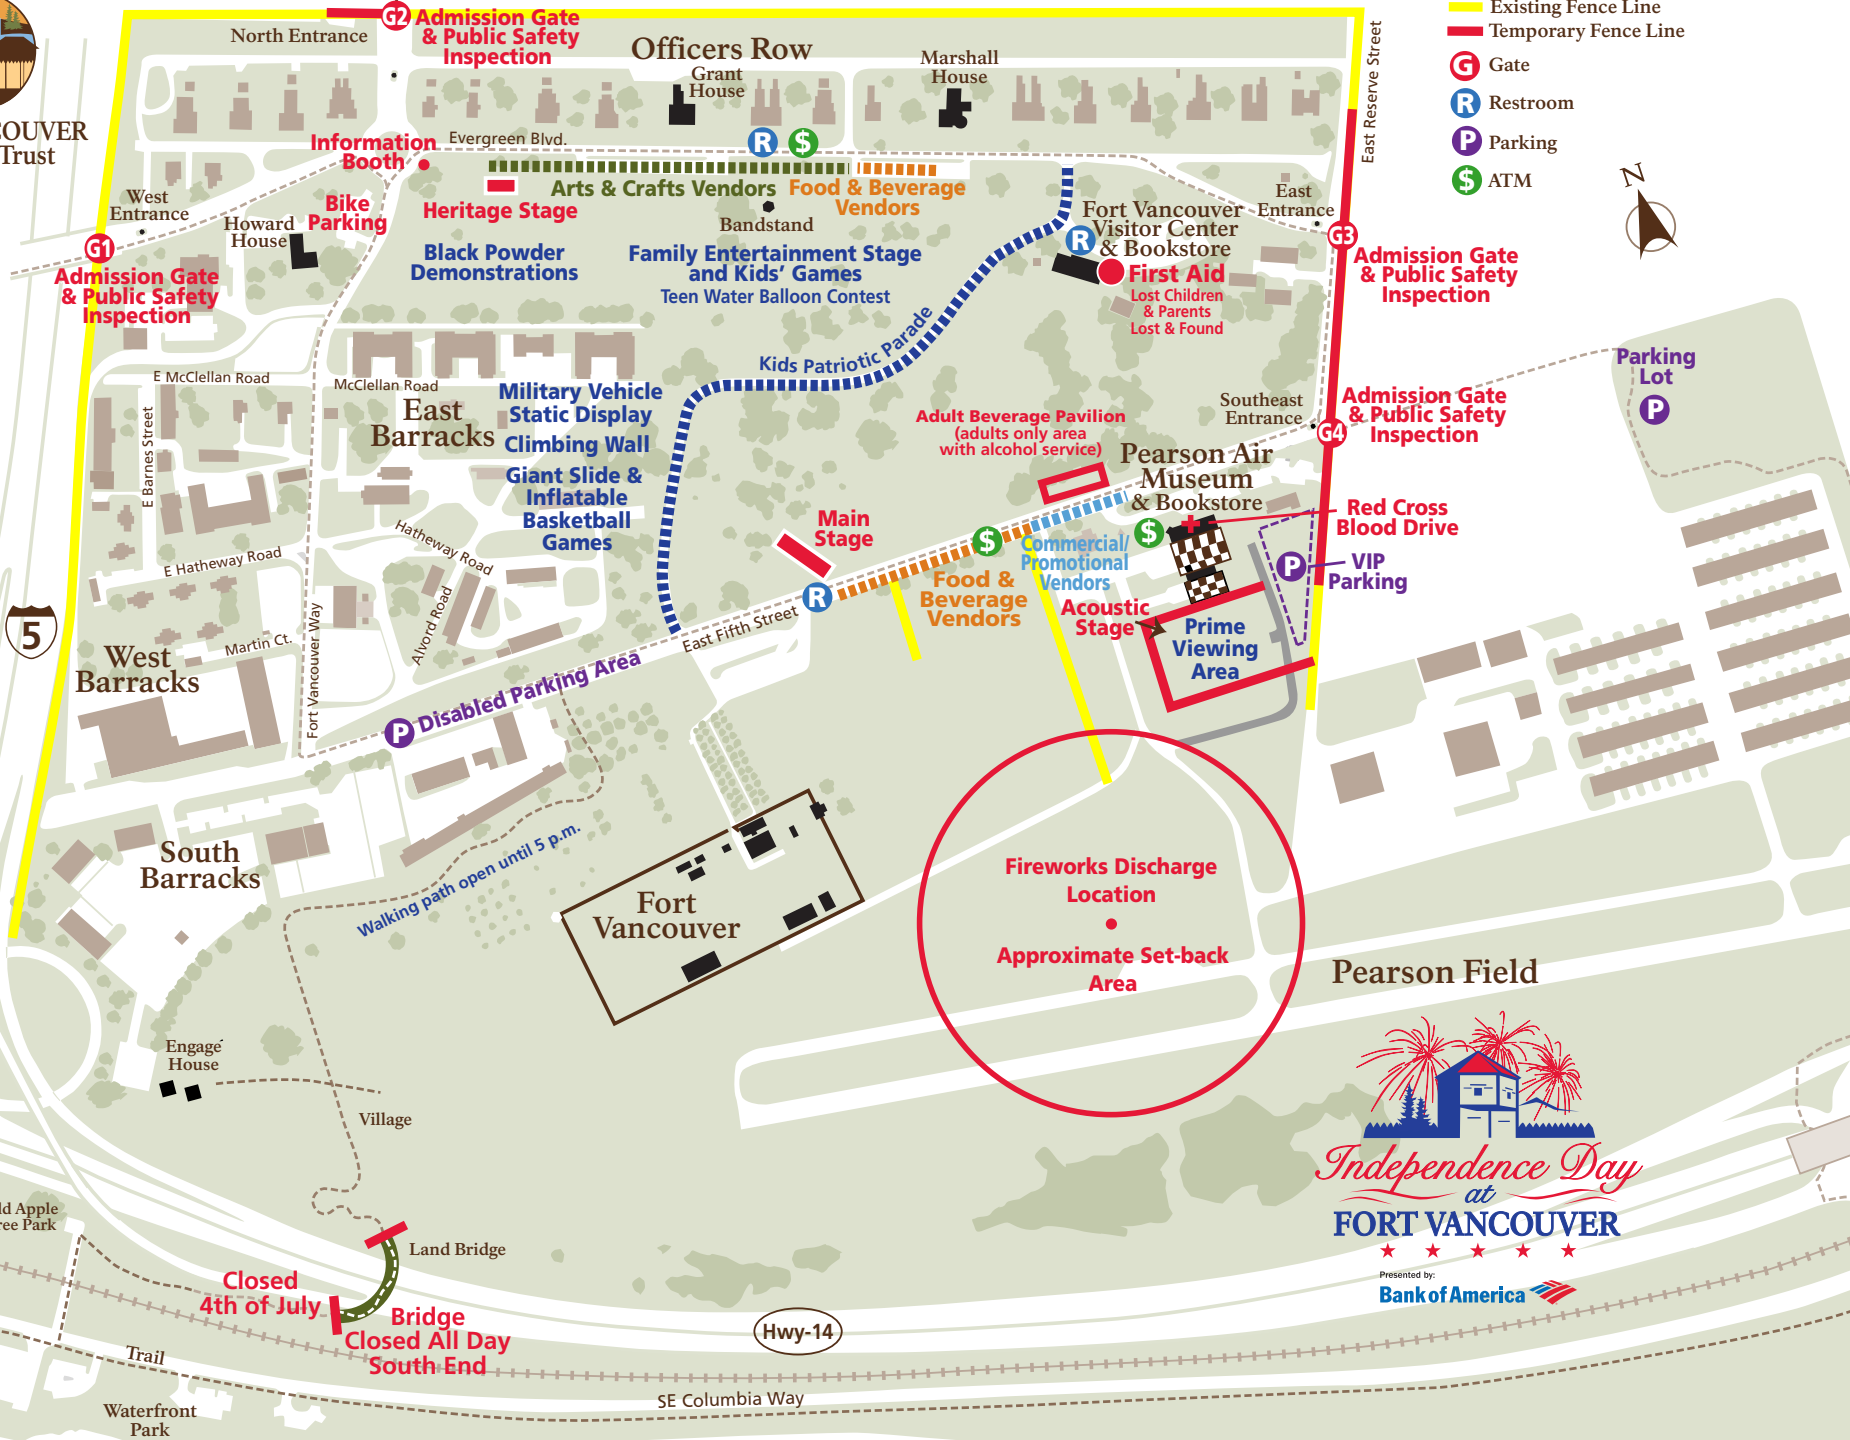 Existing Fence Line
Temporary Fence Line
G Gate
R Restroom
P Parking
$ ATM
N
East Reserve Street
COUVER
Trust
North Entrance
G2
Admission Gate
& Public Safety
Inspection
Officers Row
Grant
House
Marshall
House
Information
Booth
Evergreen Blvd.
R
$
Arts & Crafts Vendors
Food & Beverage
Vendors
Heritage Stage
Bandstand
West
Entrance
Howard
House
Bike
Parking
G1
Admission Gate
& Public Safety
Inspection
Black Powder
Demonstrations
Family Entertainment Stage
and Kids’ Games
Teen Water Balloon Contest
Kids Patriotic Parade
Fort Vancouver
Visitor Center
& Bookstore
R
First Aid
Lost Children
& Parents
Lost & Found
East
Entrance
G3
Admission Gate
& Public Safety
Inspection
E McClellan Road
McClellan Road
East
Barracks
E Barnes Street
Military Vehicle
Static Display
Climbing Wall
Giant Slide &
Inflatable
Basketball
Games
Hatheway Road
E Hatheway Road
Alvord Road
Fort Vancouver Way
Martin Ct.
West
Barracks
5
Adult Beverage Pavilion
(adults only area
with alcohol service)
Southeast
Entrance
G4
Admission Gate
& Public Safety
Inspection
Parking
Lot
P
Pearson Air
Museum
& Bookstore
$
Red Cross
Blood Drive
P
VIP
Parking
Main
Stage
R
$
Commercial/
Promotional
Vendors
Food &
Beverage
Vendors
Acoustic
Stage
Prime
Viewing
Area
East Fifth Street
P
Disabled Parking Area
South
Barracks
Walking path open until 5 p.m.
Fort
Vancouver
Fireworks Discharge
Location
Approximate Set-back
Area
Pearson Field
Engage
House
Village
Land Bridge
Closed
4th of July
Bridge
Closed All Day
South End
ld Apple
ree Park
Trail
Waterfront
Park
Hwy-14
SE Columbia Way
Independence Day
at
FORT VANCOUVER
Presented by:
Bank of America